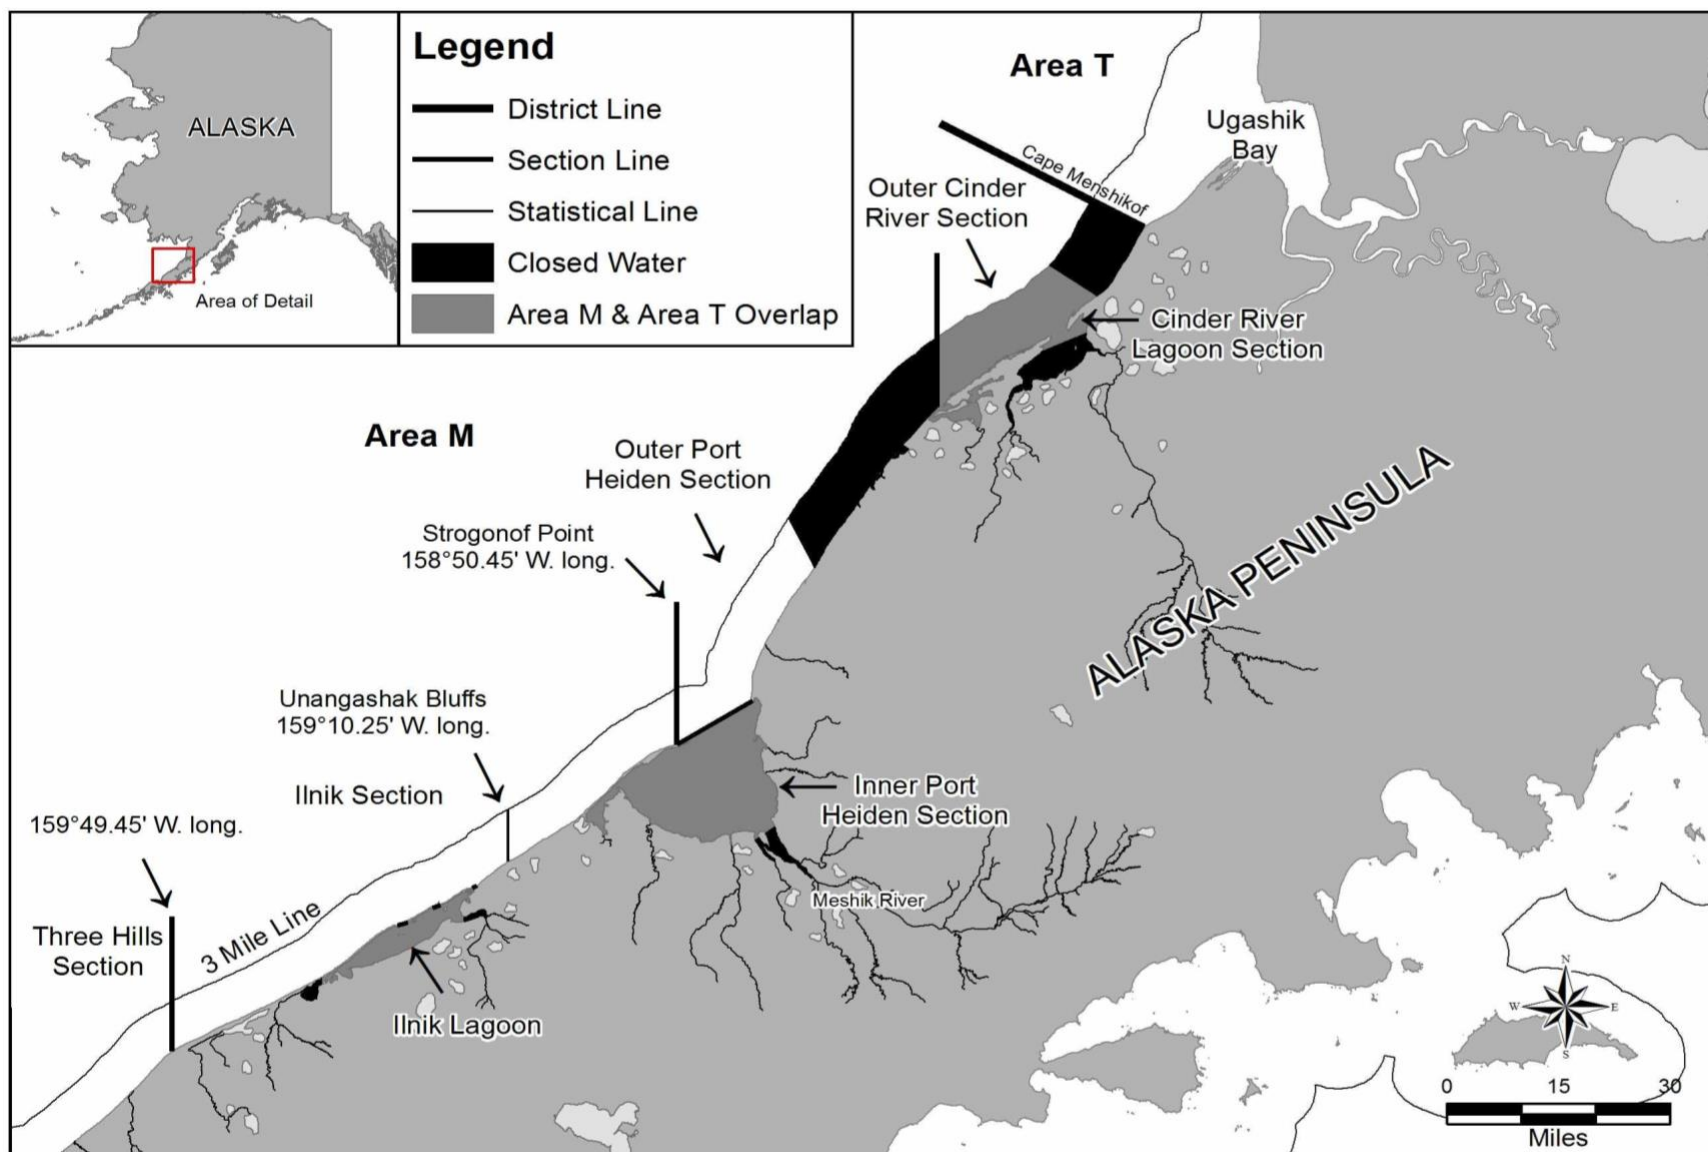 ALASKA
Area of Detail
Legend
District Line
Section Line
Statistical Line
Closed Water
Area M & Area T Overlap
Area T
Ugashik
Bay
Cape Menshikof
Outer Cinder
River Section
Cinder River
Lagoon Section
Area M
Outer Port
Heiden Section
Strogonof Point
158°50.45' W. long.
ALASKA PENINSULA
Unangashak Bluffs
159°10.25' W. long.
Ilnik Section
Inner Port
Heiden Section
159°49.45' W. long.
Meshik River
Three Hills
Section
3 Mile Line
Ilnik Lagoon
N
W
E
S
0 15 30
Miles